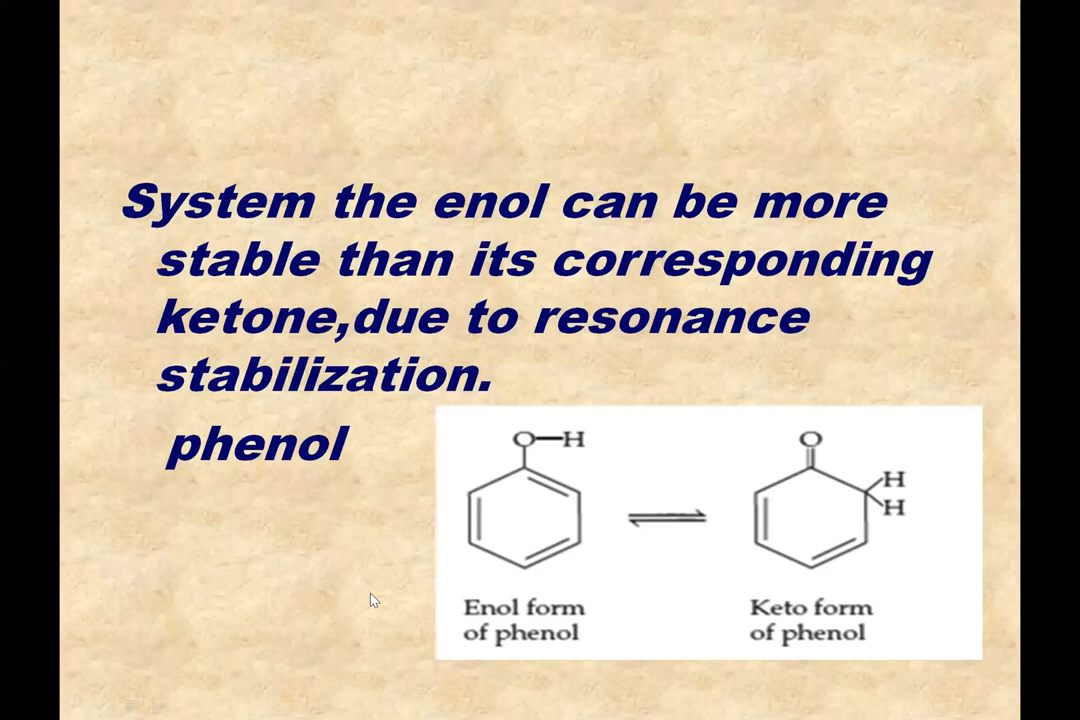 System the enol can be more
stable than its corresponding
ketone,due to resonance
stabilization.
phenol
O—H
O
H
H
Enol form
of phenol
Keto form
of phenol